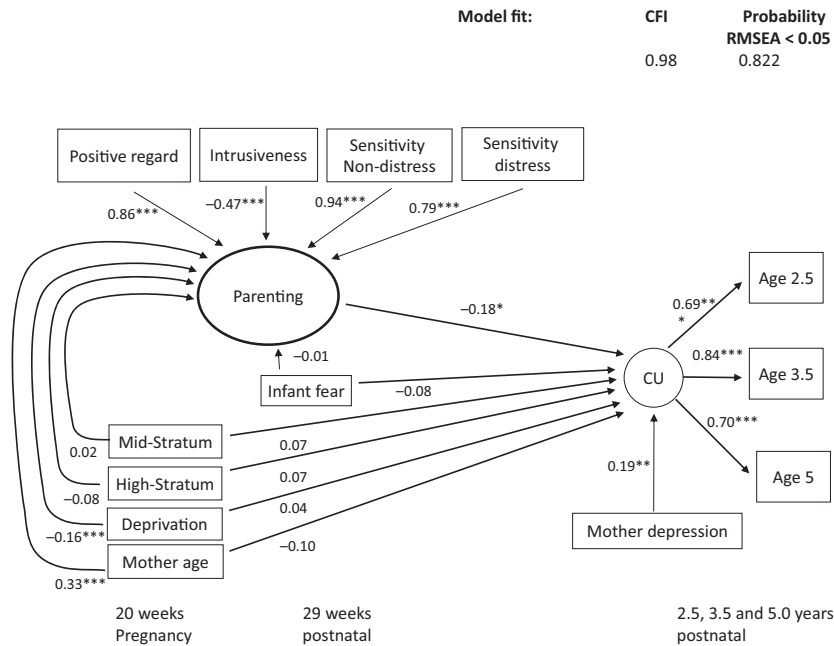 Model fit: CFI Probability
RMSEA < 0.05
0.98 0.822
Positive regard
Intrusiveness
Sensitivity
Non-distress
Sensitivity
distress
0.86***
−0.47***
0.94***
0.79***
Parenting
−0.18*
−0.01
Infant fear
−0.08
CU
0.69**
*
Age 2.5
0.84***
Age 3.5
0.70***
Age 5
0.02
Mid-Stratum
0.07
−0.08
High-Stratum
0.07
−0.16***
Deprivation
0.04
0.33***
Mother age
−0.10
0.19**
Mother depression
20 weeks
Pregnancy
29 weeks
postnatal
2.5, 3.5 and 5.0 years
postnatal